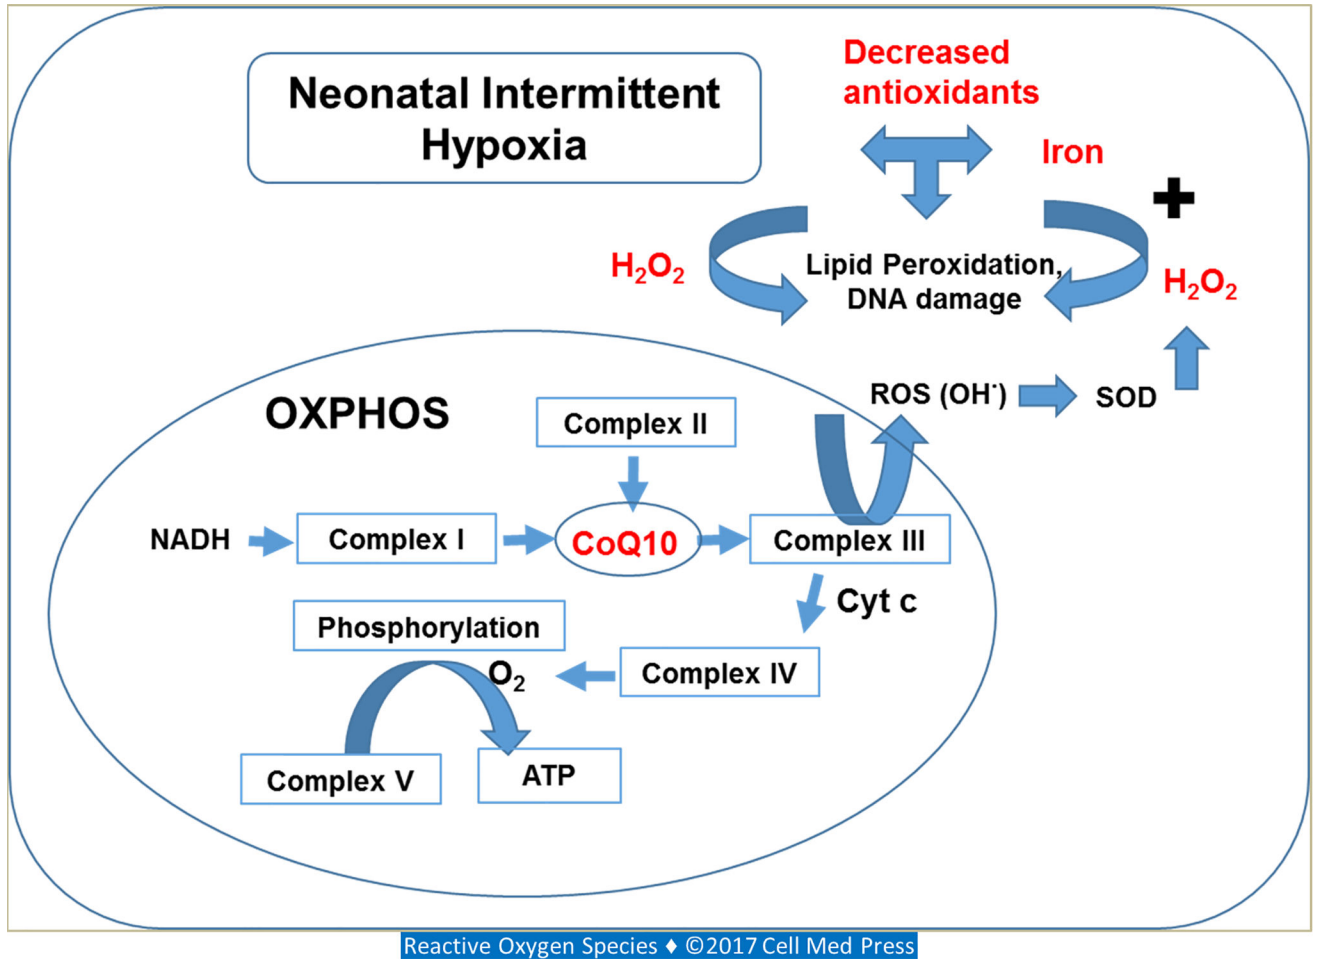 Neonatal Intermittent
Hypoxia
Decreased
antioxidants
Iron
+
H₂O₂
Lipid Peroxidation,
DNA damage
H₂O₂
ROS (OH˙)
SOD
OXPHOS
Complex II
NADH
Complex I
CoQ10
Complex III
Cyt c
Phosphorylation
O₂
Complex IV
Complex V
ATP
Reactive Oxygen Species ♦ ©2017 Cell Med Press